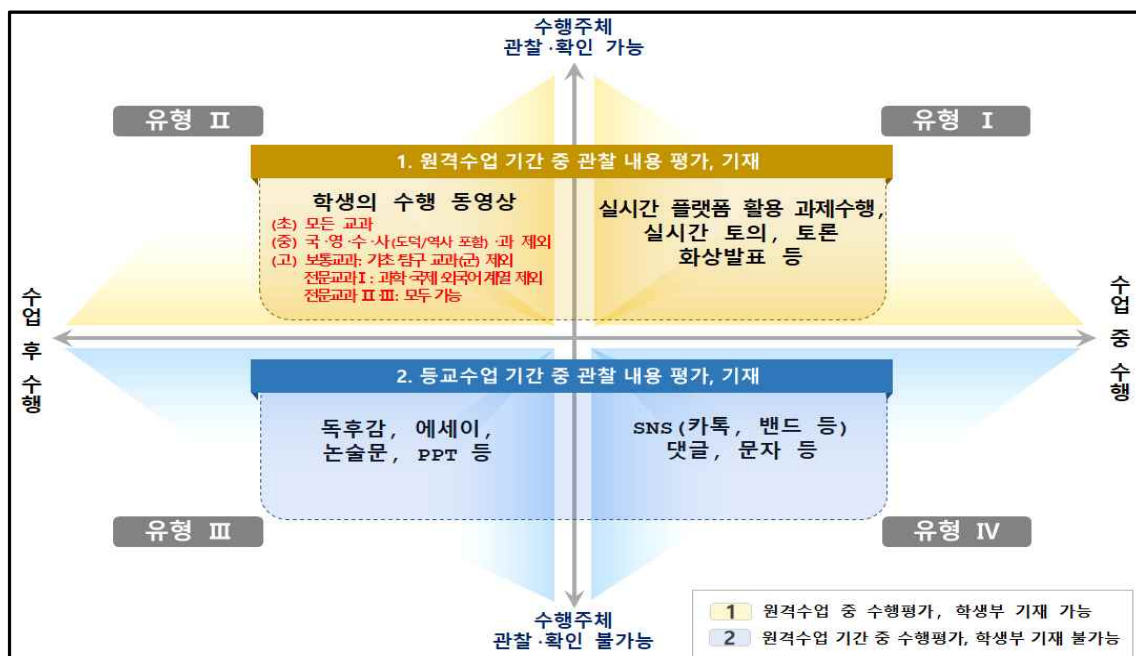 수행주체
관찰·확인 가능
유형 Ⅱ
유형 Ⅰ
1. 원격수업 기간 중 관찰 내용 평가, 기재
학생의 수행 동영상
(초) 모든 교과
(중) 국·영·수·사(도덕/역사 포함)·과 제외
(고) 보통교과: 기초 탐구 교과(군) 제외
전문교과Ⅰ: 과학 국제 외국어 계열 제외
전문교과 Ⅱ·Ⅲ: 모두 가능
실시간 플랫폼 활용 과제수행,
실시간 토의, 토론
화상발표 등
수업 후 수행
수업 중 수행
2. 등교수업 기간 중 관찰 내용 평가, 기재
독후감, 에세이,
논술문, PPT 등
SNS(카톡, 밴드 등)
댓글, 문자 등
유형 Ⅲ
유형 Ⅳ
수행주체
관찰·확인 불가능
1 원격수업 중 수행평가, 학생부 기재 가능
2 원격수업 기간 중 수행평가, 학생부 기재 불가능